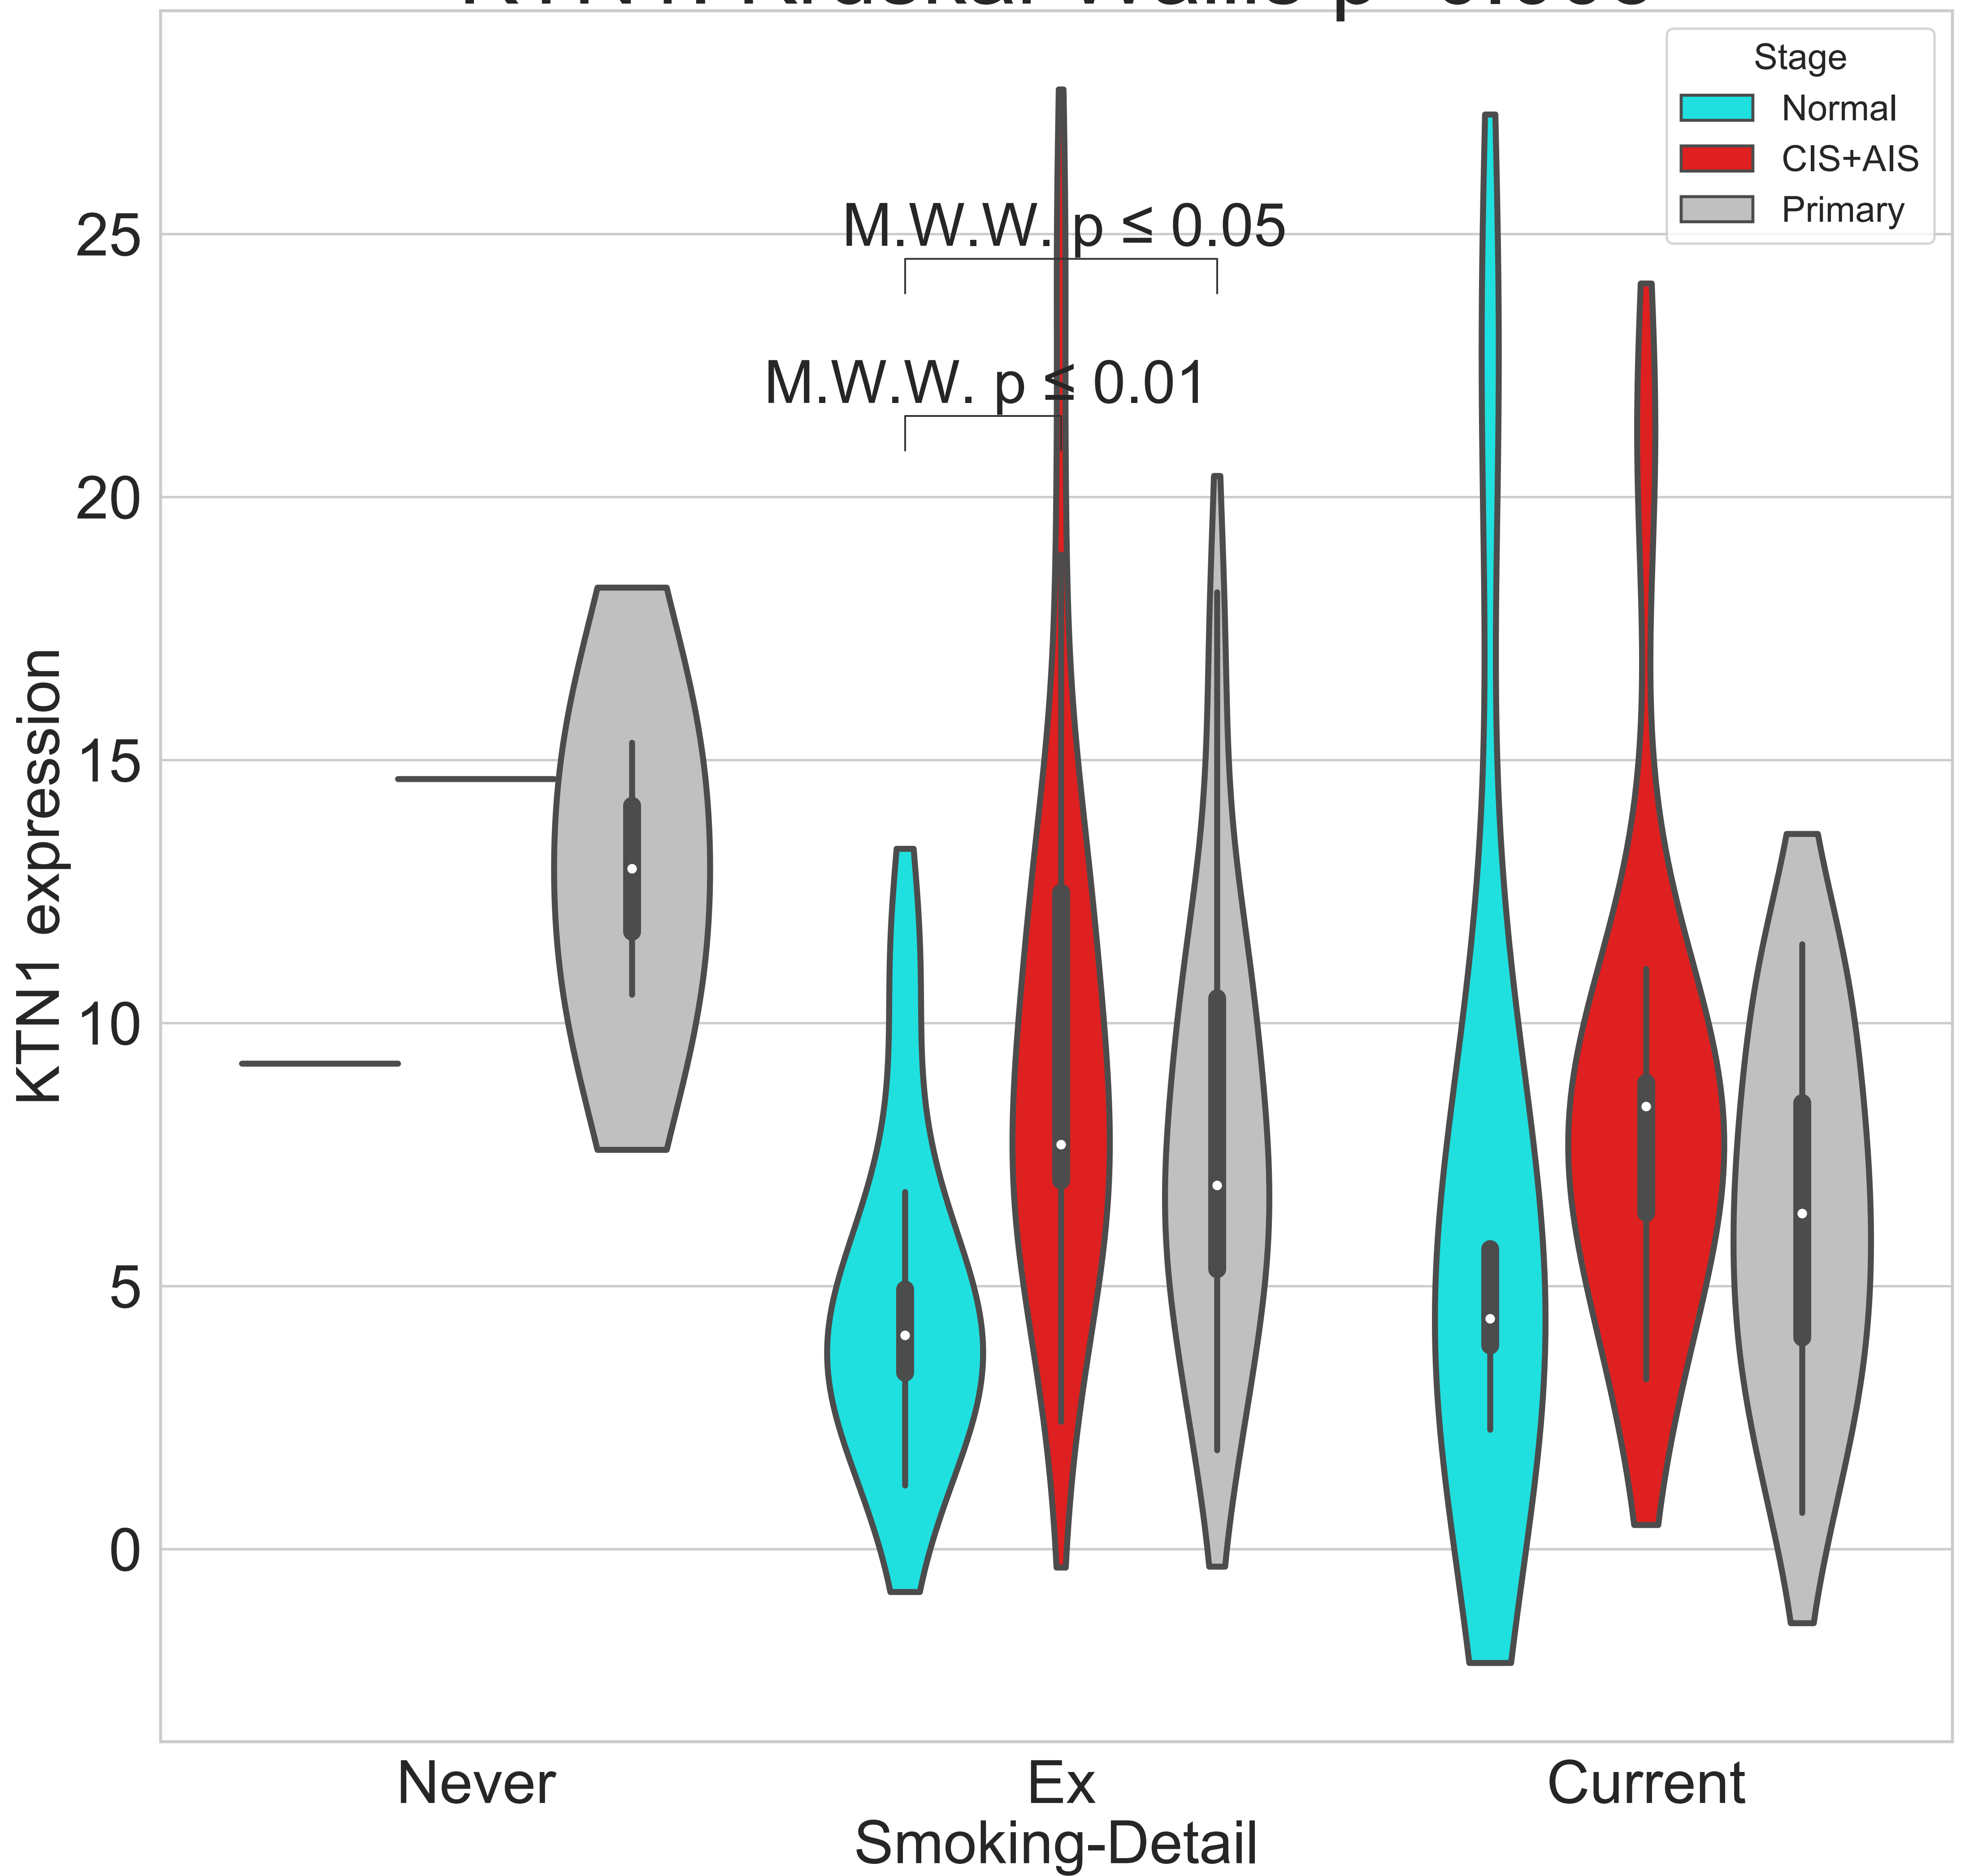 Stage
Normal
CIS+AIS
Primary
M.W.W. p ≤ 0.05
M.W.W. p ≤ 0.01
25
20
15
10
5
0
KTN1 expression
Never
Ex
Current
Smoking-Detail